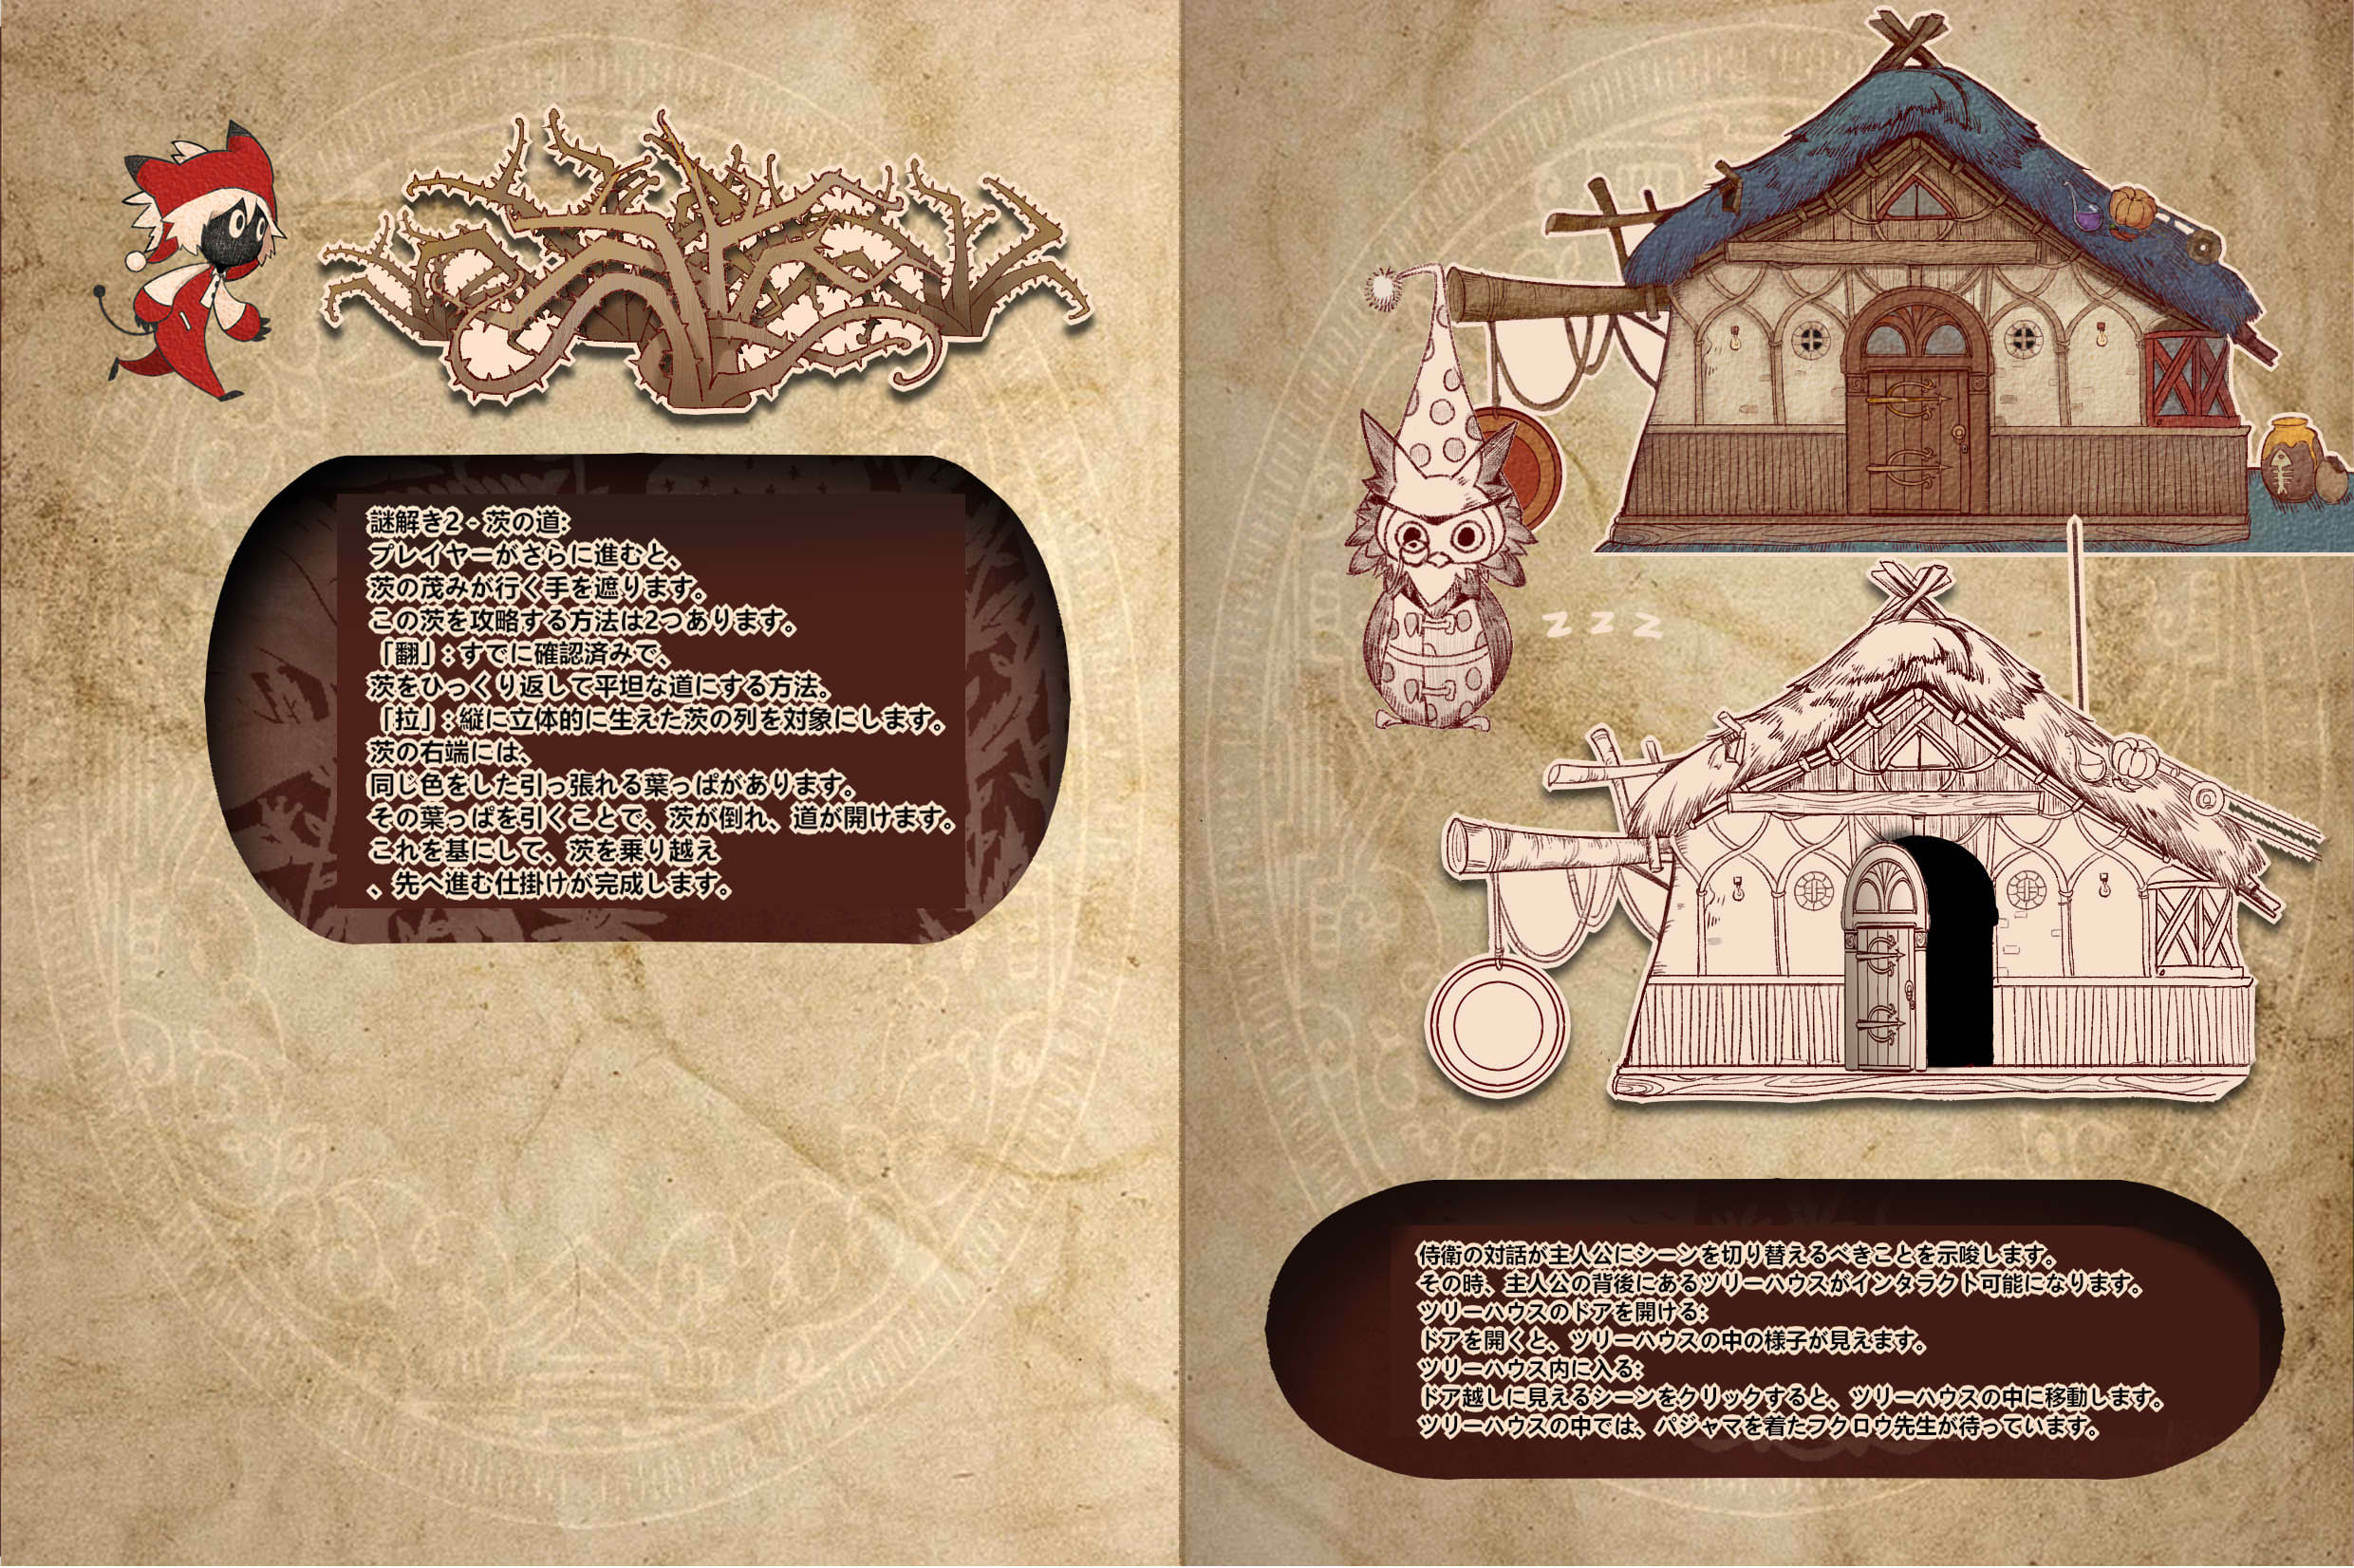 謎解き2 - 茨の道:
プレイヤーがさらに進むと、
茨の茂みが行く手を遮ります。
この茨を攻略する方法は2つあります。
「翻」: すでに確認済みで、
茨をひっくり返して平坦な道にする方法。
「拉」: 縦に立体的に生えた茨の列を対象にします。
茨の右端には、
同じ色をした引っ張れる葉っぱがあります。
その葉っぱを引くことで、茨が倒れ、道が開けます。
これを基にして、茨を乗り越え
、先へ進む仕掛けが完成します。
z z z
侍衛の対話が主人公にシーンを切り替えるべきことを示唆します。
その時、主人公の背後にあるツリーハウスがインタラクト可能になります。
ツリーハウスのドアを開ける:
ドアを開くと、ツリーハウスの中の様子が見えます。
ツリーハウス内に入る:
ドア越しに見えるシーンをクリックすると、ツリーハウスの中に移動します。
ツリーハウスの中では、パジャマを着たフクロウ先生が待っています。